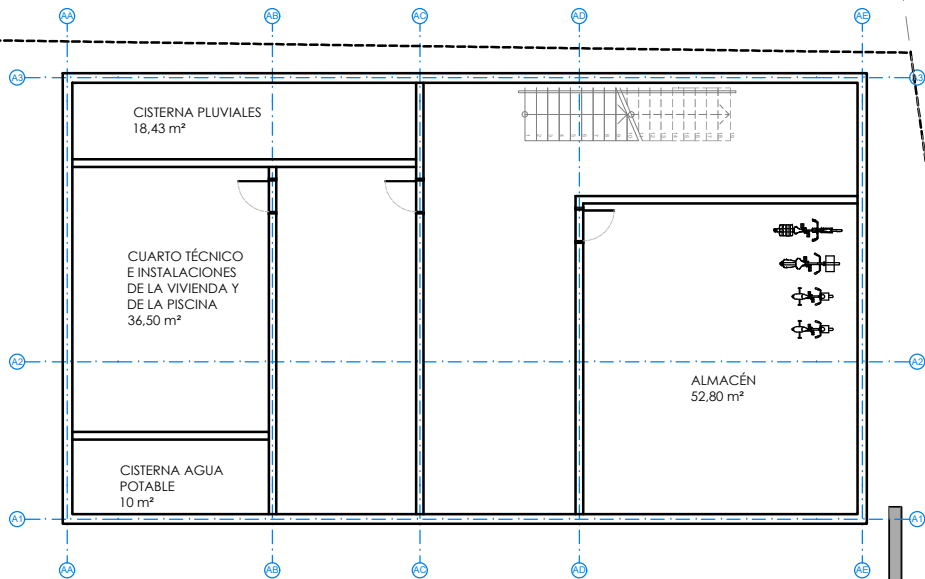 AA
AB
AC
AD
AE
A3
A3
CISTERNA PLUVIALES
18,43 m²
CUARTO TÉCNICO
E INSTALACIONES
DE LA VIVIENDA Y
DE LA PISCINA
36,50 m²
A2
A2
ALMACÉN
52,80 m²
CISTERNA AGUA
POTABLE
10 m²
A1
A1
AA
AB
AC
AD
AE